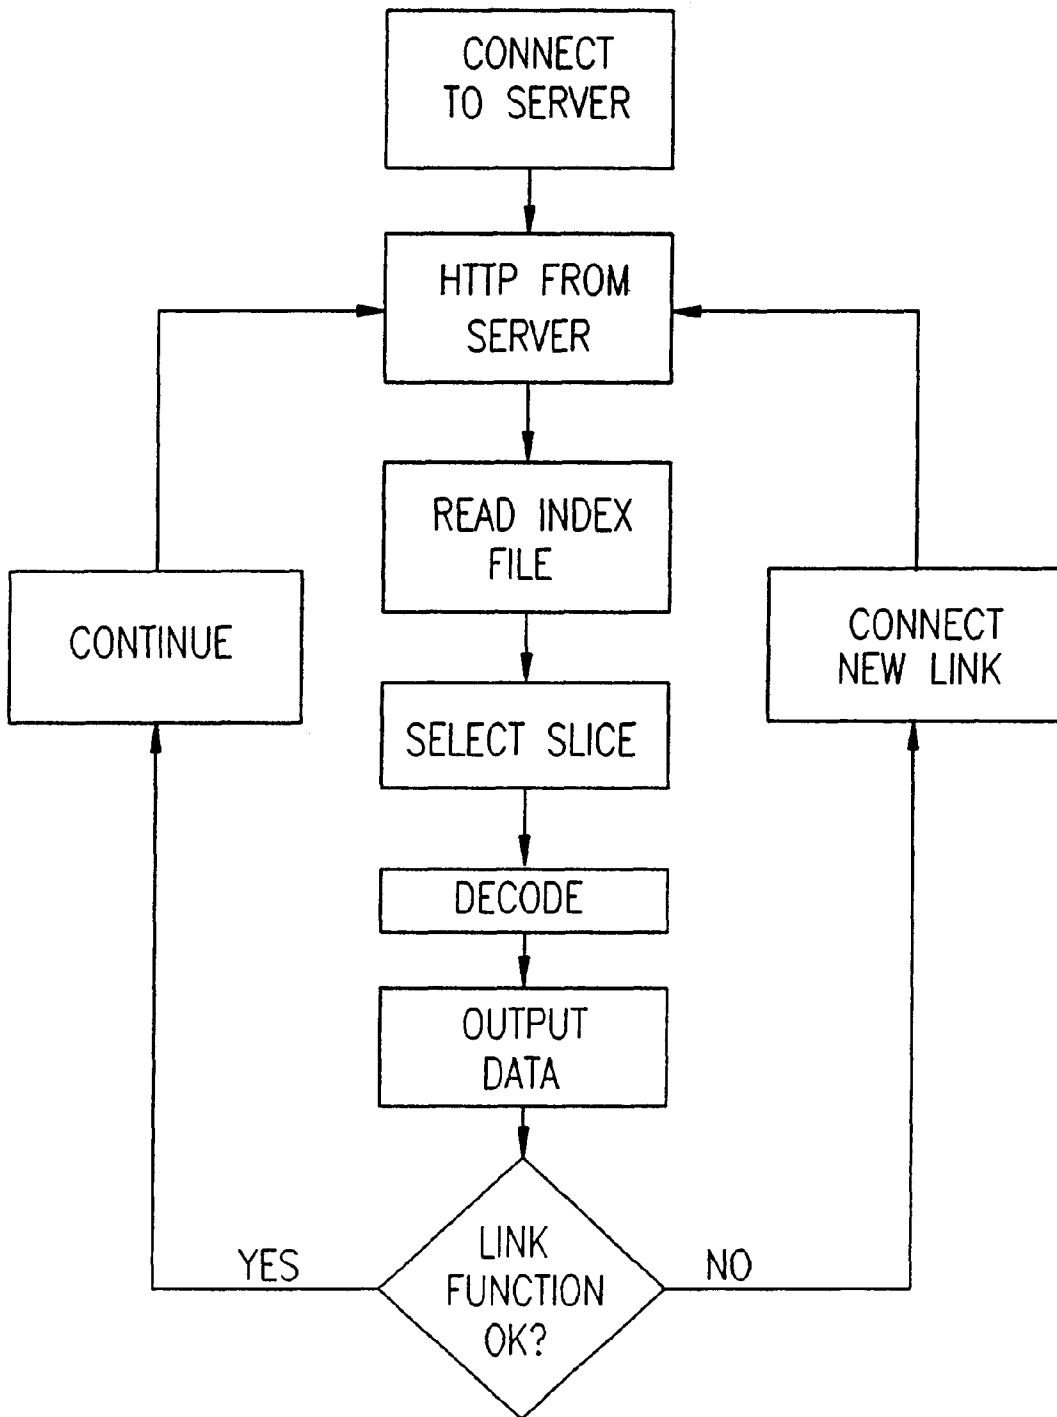 CONNECT
TO SERVER
HTTP FROM
SERVER
READ INDEX
FILE
CONTINUE
CONNECT
NEW LINK
SELECT SLICE
DECODE
OUTPUT
DATA
LINK
FUNCTION
OK?
YES
NO